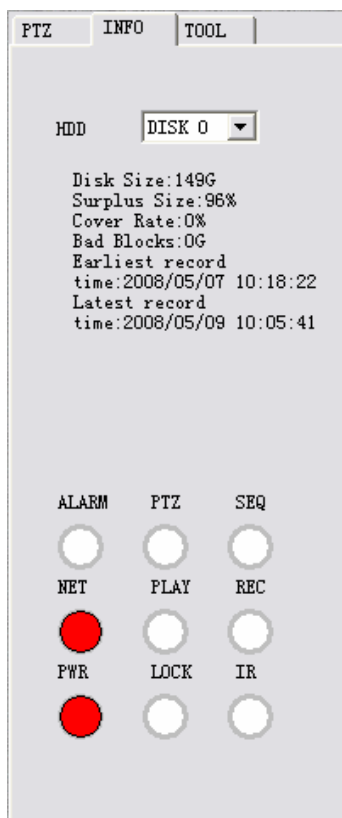 PTZ INFO TOOL
HDD DISK 0
Disk Size:149G
Surplus Size:96%
Cover Rate:0%
Bad Blocks:0G
Earliest record
time:2008/05/07 10:18:22
Latest record
time:2008/05/09 10:05:41
ALARM PTZ SEQ
NET PLAY REC
PWR LOCK IR